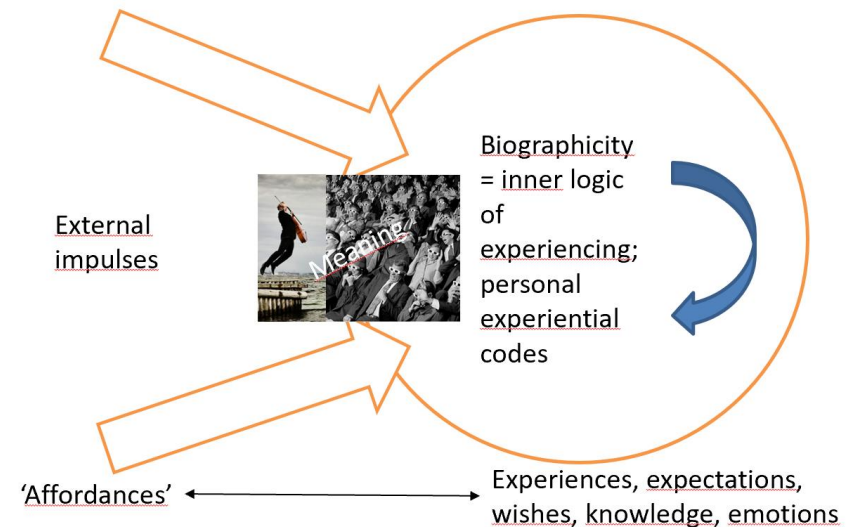 External
impulses
Meaning
Biographicity
= inner logic
of
experiencing;
personal
experiential
codes
‘Affordances’
Experiences, expectations,
wishes, knowledge, emotions